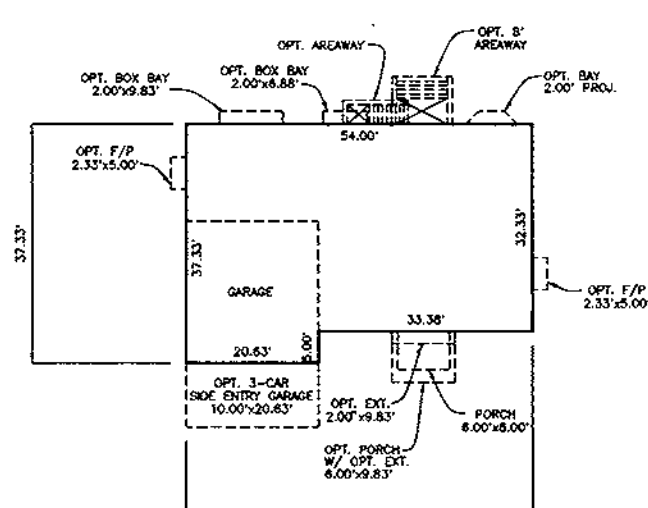 OPT. 8'
AREAWAY
OPT. AREAWAY
OPT. BOX BAY
2.00'x9.83'
OPT. BOX BAY
2.00'x6.88'
OPT. BAY
2.00' PROJ.
54.00'
OPT. F/P
2.33'x5.00'
37.33'
37.33'
32.33'
GARAGE
OPT. F/P
2.33'x5.00'
33.38'
20.63'
5.00'
OPT. 3-CAR
SIDE ENTRY GARAGE
10.00'x20.63'
OPT. EXT.
2.00'x9.83'
PORCH
6.00'x6.00'
OPT. PORCH
W/ OPT. EXT.
6.00'x9.83'